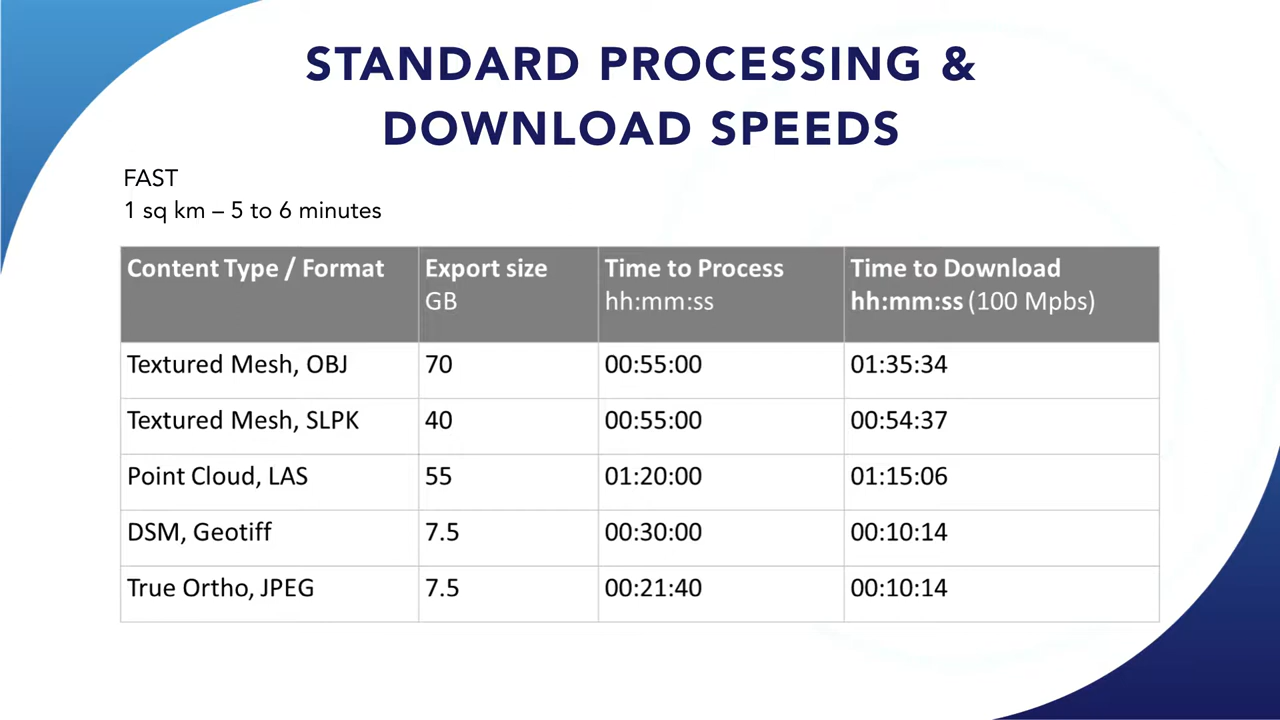 STANDARD PROCESSING &
DOWNLOAD SPEEDS
FAST
1 sq km – 5 to 6 minutes
Content Type / Format Export size Time to Process Time to Download
GB hh:mm:ss hh:mm:ss (100 Mpbs)
Textured Mesh, OBJ 70 00:55:00 01:35:34
Textured Mesh, SLPK 40 00:55:00 00:54:37
Point Cloud, LAS 55 01:20:00 01:15:06
DSM, Geotiff 7.5 00:30:00 00:10:14
True Ortho, JPEG 7.5 00:21:40 00:10:14